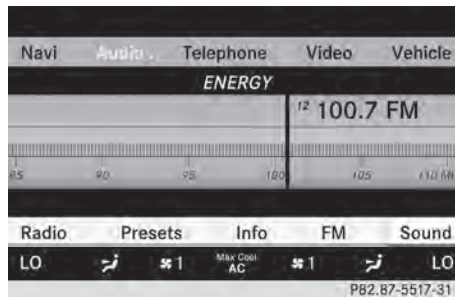 Navi Audio Telephone Video Vehicle
ENERGY
12 100.7 FM
85 90 95 100 105 110 MHz
Radio Presets Info FM Sound
LO 1 Max Cool AC 1 LO
P82.87-5517-31